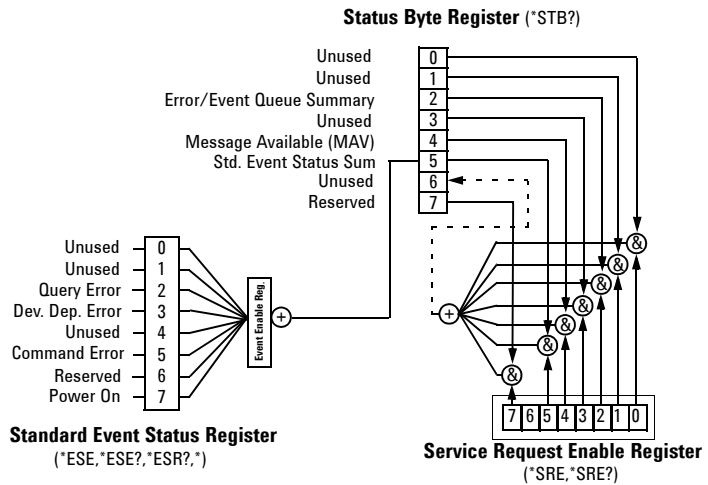 Status Byte Register (*STB?)
Unused 0
Unused 1
Error/Event Queue Summary 2
Unused 3
Message Available (MAV) 4
Std. Event Status Sum 5
Unused 6
Reserved 7
Unused 0
Unused 1
Query Error 2
Dev. Dep. Error 3
Unused 4
Command Error 5
Reserved 6
Power On 7
Event Enable Reg.
+
+
&
&
&
&
&
&
&
7 6 5 4 3 2 1 0
Standard Event Status Register
(*ESE,*ESE?,*ESR?,*)
Service Request Enable Register
(*SRE,*SRE?)